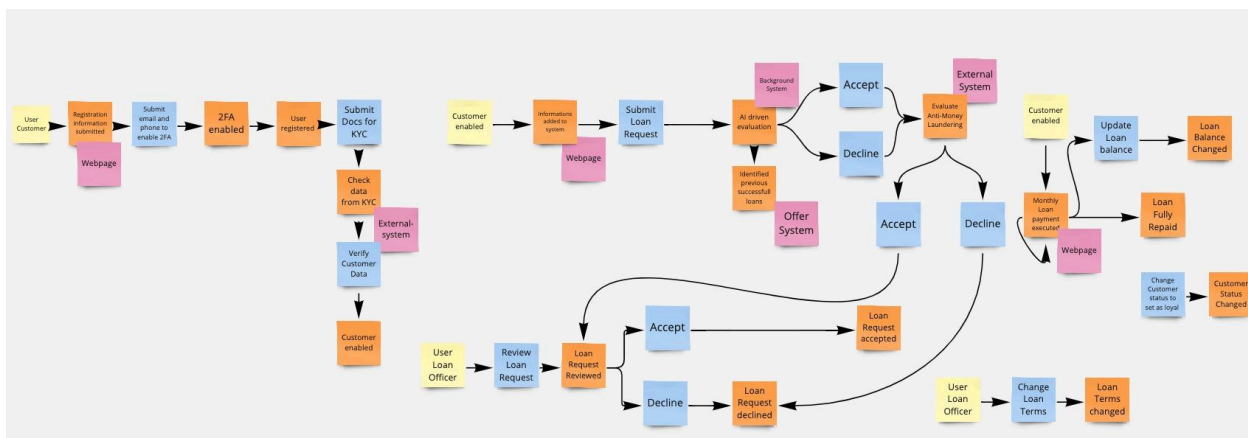 User
Customer
Registration
information
submitted
Webpage
Submit
email and
phone to
enable 2FA
2FA
enabled
User
registered
Submit
Docs for
KYC
Check
data
from KYC
External-
system
Verify
Customer
Data
Customer
enabled
Customer
enabled
Informations
added to
system
Webpage
Submit
Loan
Request
Background
System
AI driven
evaluation
Identified
previous
successfull
loans
Offer
System
Accept
Decline
External
System
Evaluate
Anti-Money
Laundering
Accept
Decline
Customer
enabled
Monthly
Loan
payment
executed
Webpage
Update
Loan
balance
Loan
Balance
Changed
Loan
Fully
Repaid
Change
Customer
status to
set as loyal
Customer
Status
Changed
User
Loan
Officer
Review
Loan
Request
Loan
Request
Reviewed
Accept
Loan
Request
accepted
Decline
Loan
Request
declined
User
Loan
Officer
Change
Loan
Terms
Loan
Terms
changed